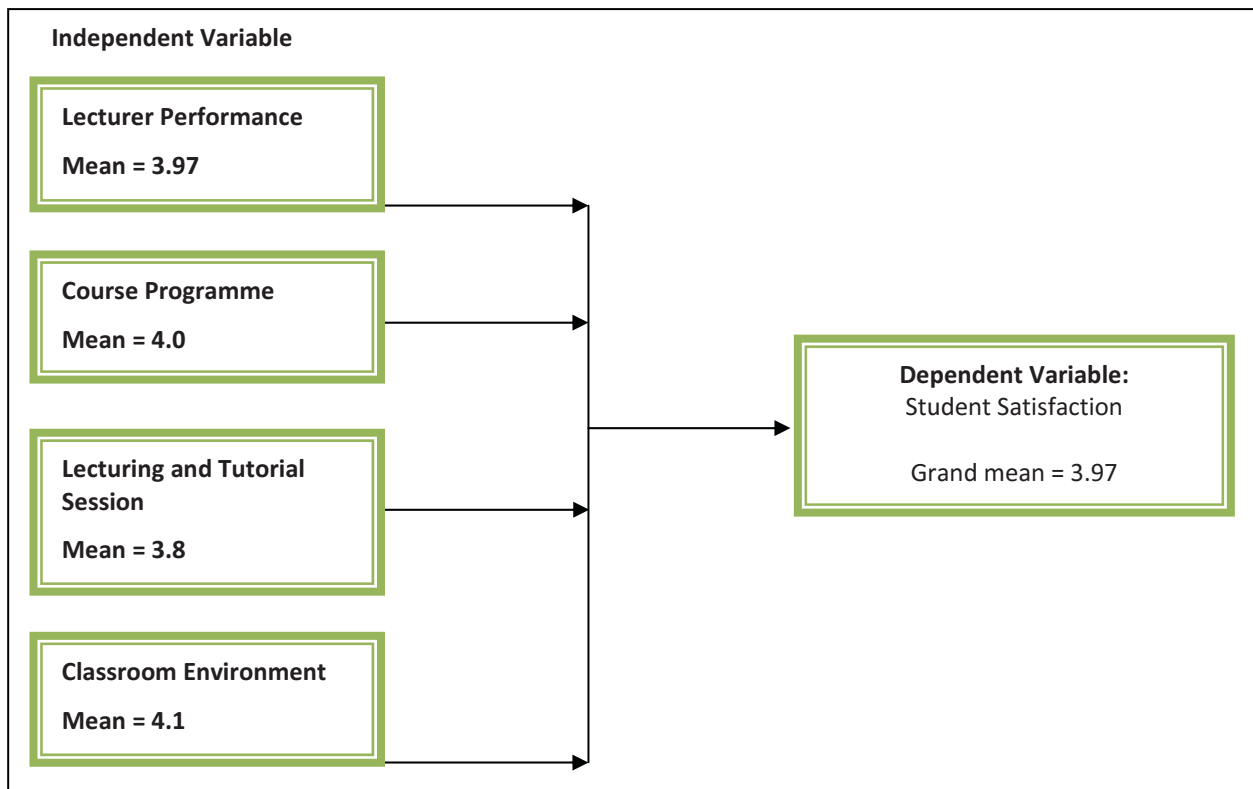 Independent Variable
Lecturer Performance
Mean = 3.97
Course Programme
Mean = 4.0
Lecturing and Tutorial
Session
Mean = 3.8
Classroom Environment
Mean = 4.1
Dependent Variable:
Student Satisfaction
Grand mean = 3.97